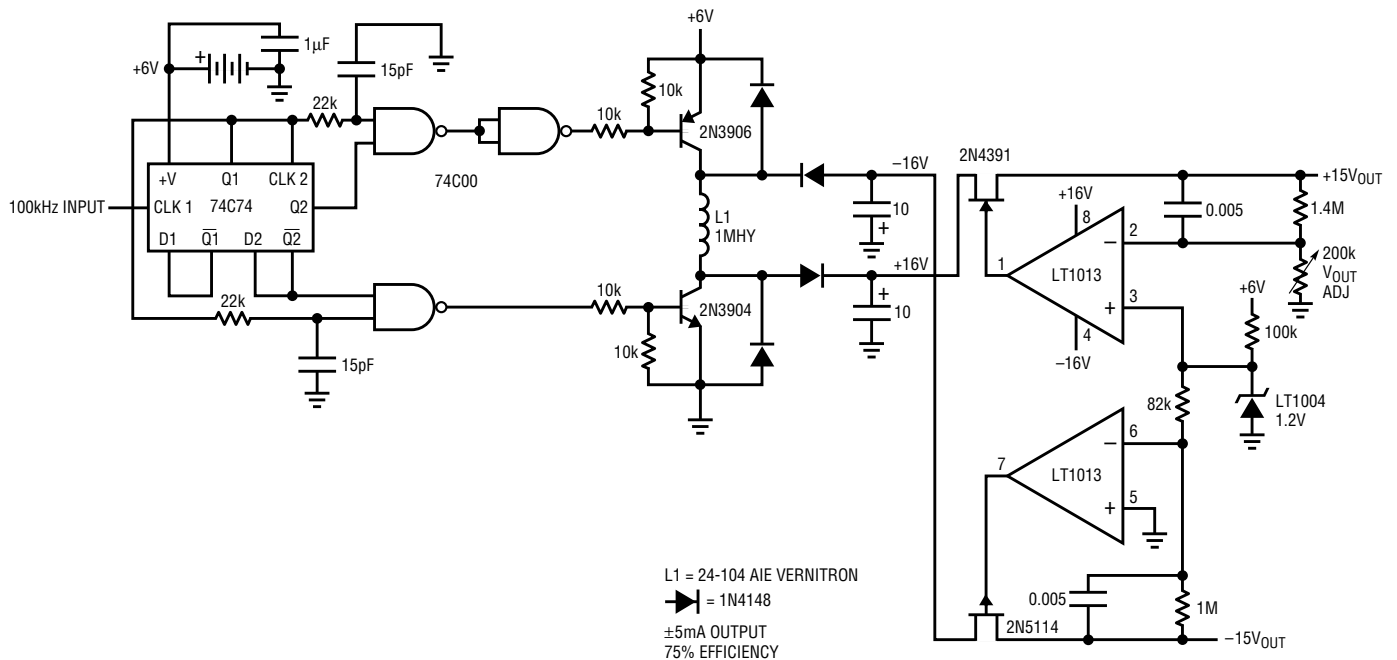 +6V
1µF
+6V
+
15pF
22k
10k
10k
2N3906
–16V
2N4391
+15VOUT
+V
Q1
CLK 2
74C00
100kHz INPUT
CLK 1
74C74
Q2
D1
Q1
D2
Q2
L1
1MHY
10
+
+16V
8
0.005
1.4M
2
–
1
LT1013
200k
VOUT
ADJ
+16V
+
10
3
+
+6V
100k
4
–16V
22k
10k
2N3904
10k
15pF
82k
LT1004
1.2V
6
–
7
LT1013
5
+
L1 = 24-104 AIE VERNITRON
= 1N4148
±5mA OUTPUT
75% EFFICIENCY
0.005
1M
2N5114
–15VOUT